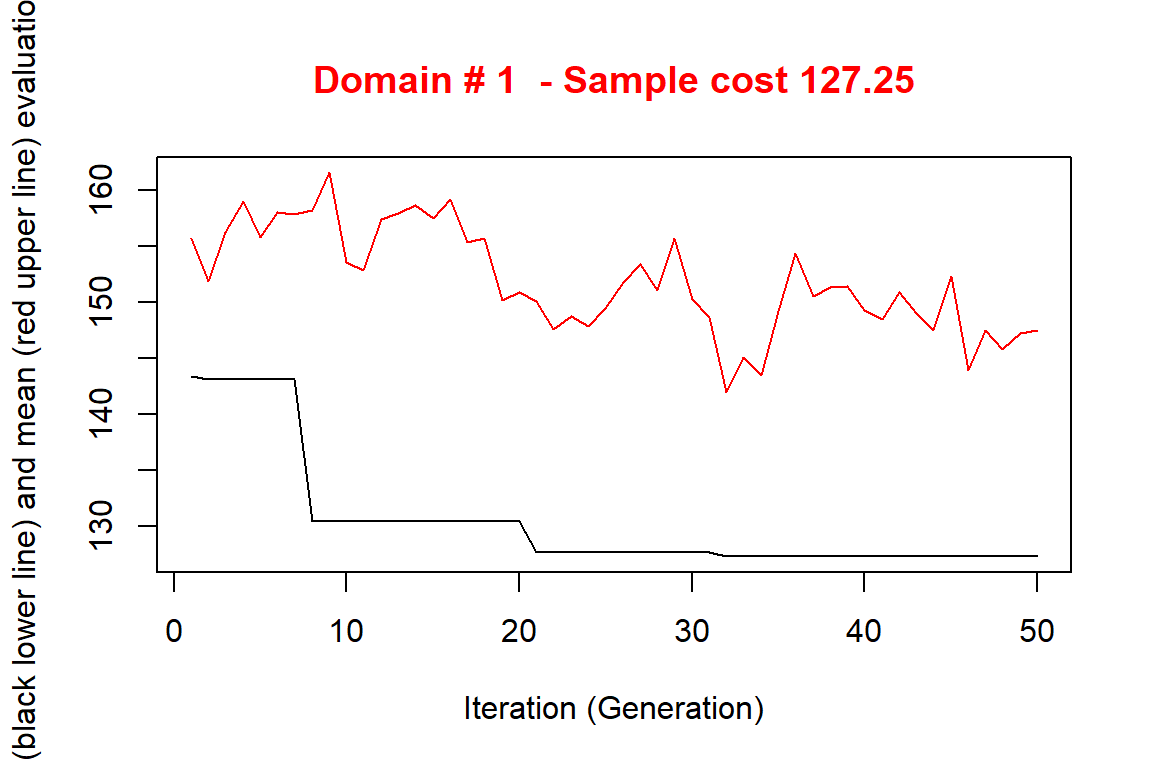 Domain # 1  - Sample cost 127.25
(black lower line) and mean (red upper line) evaluatio
160
150
140
130
0 10 20 30 40 50
Iteration (Generation)